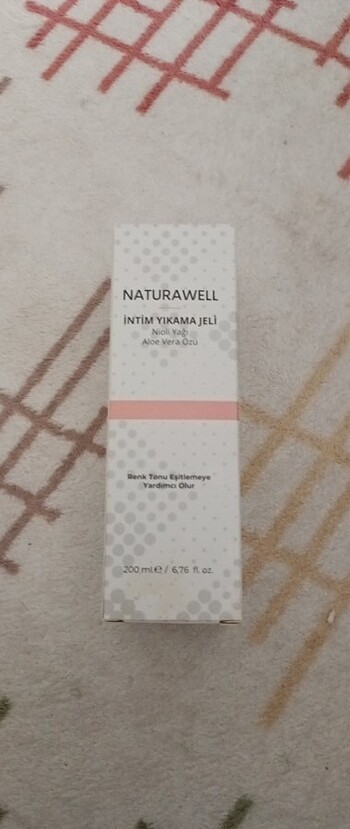 NATURAWELL
İNTİM YIKAMA JELİ
Nioli Yağı
Aloe Vera Özü
Renk Tonu Eşitlemeye
Yardımcı Olur
200 ml.℮ / 6,76 fl. oz.